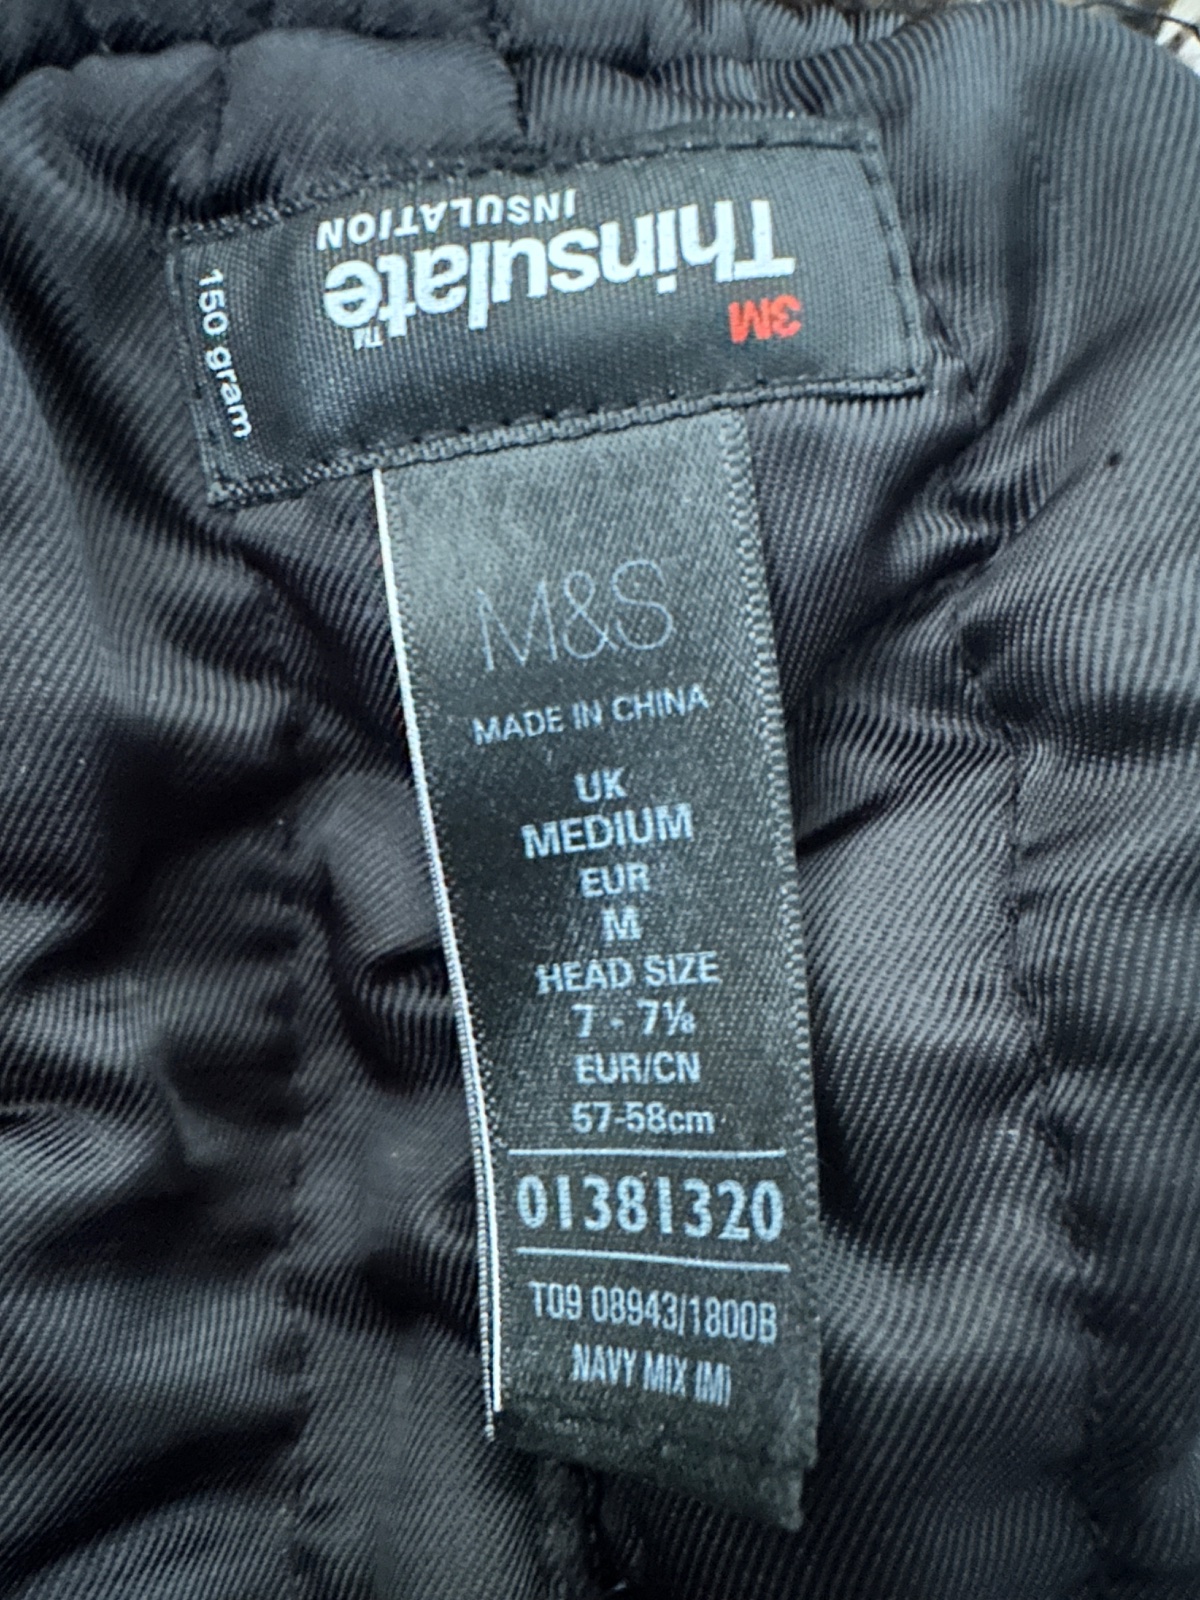 3M
Thinsulate™
INSULATION
150 gram
M&S
MADE IN CHINA
UK
MEDIUM
EUR
M
HEAD SIZE
7 - 7⅛
EUR/CN
57-58cm
01381320
T09 08943/1800B
NAVY MIX (M)